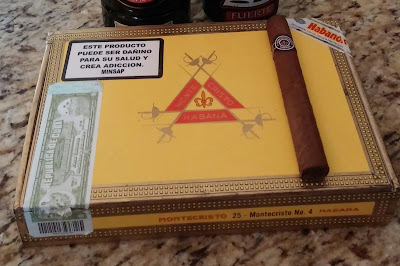 FUERTE
Habanos
ESTE PRODUCTO
PUEDE SER DAÑINO
PARA SU SALUD Y
CREA ADICCION.
MINSAP
MONTE CRISTO
HABANA
MONTECRISTO 25 - Montecristo No. 4 HABANA